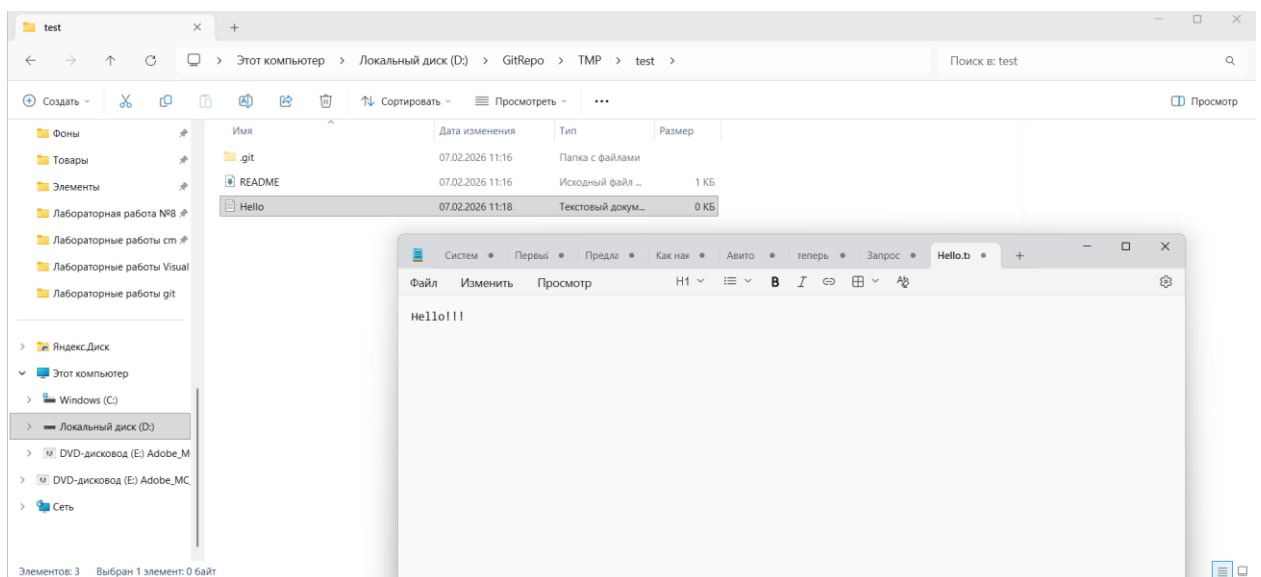 test
Этот компьютер > Локальный диск (D:) > GitRepo > TMP > test >
Поиск в: test
Создать
Сортировать
Просмотреть
Просмотр
Имя
Дата изменения
Тип
Размер
.git 07.02.2026 11:16 Папка с файлами
README 07.02.2026 11:16 Исходный файл ... 1 КБ
Hello 07.02.2026 11:18 Текстовый докум... 0 КБ
Фоны
Товары
Элементы
Лабораторная работа №8
Лабораторные работы cm
Лабораторные работы Visual
Лабораторные работы git
Яндекс.Диск
Этот компьютер
Windows (C:)
Локальный диск (D:)
DVD-дисковод (E:) Adobe_M
DVD-дисковод (E:) Adobe_MC_
Сеть
Элементов: 3 Выбран 1 элемент: 0 байт
Систем
Первы
Предла
Как нак
Авито
теперь
Запрос
Hello.t
Файл Изменить Просмотр H1 B I
Hello!!!